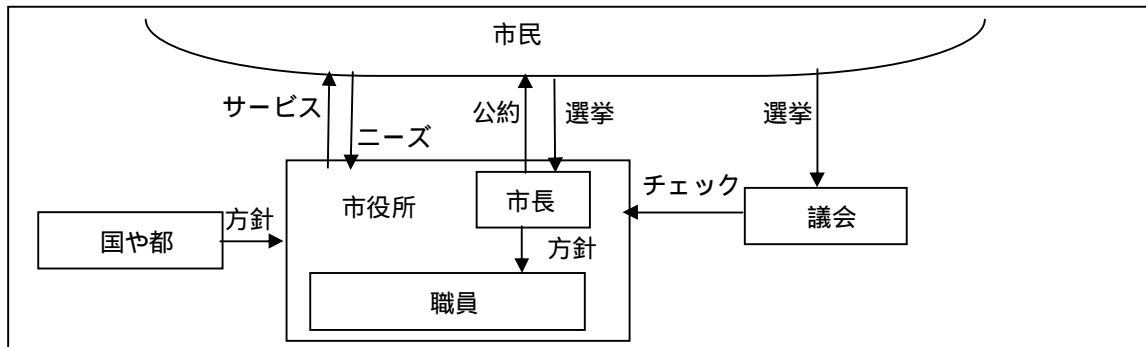 市民
サービス
ニーズ
公約
選挙
選挙
市役所
市長
チェック
議会
国や都
方針
方針
職員